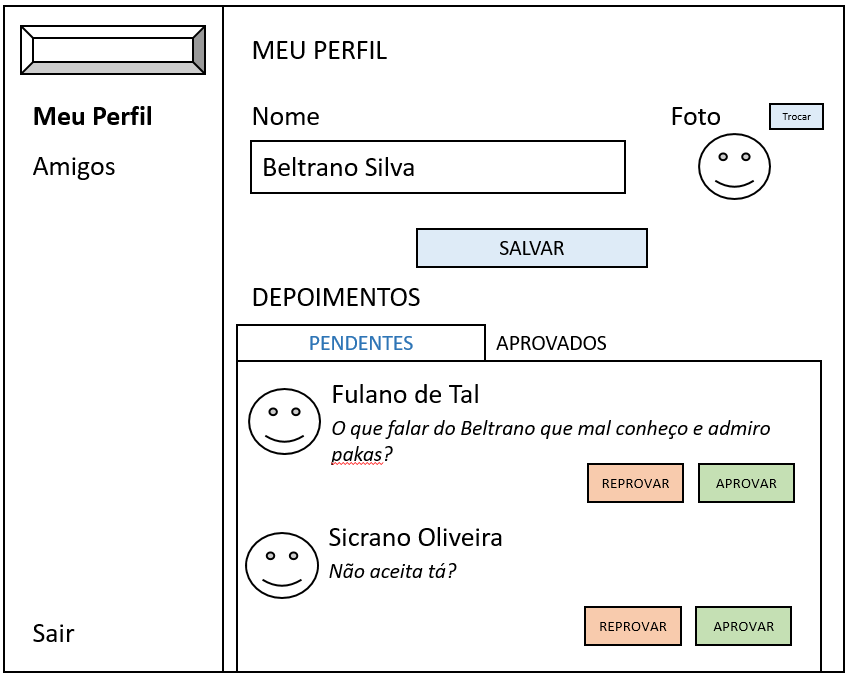 Meu Perfil
Amigos
Sair
MEU PERFIL
Nome
Beltrano Silva
Foto
Trocar
SALVAR
DEPOIMENTOS
PENDENTES
APROVADOS
Fulano de Tal
O que falar do Beltrano que mal conheço e admiro
pakas?
REPROVAR
APROVAR
Sicrano Oliveira
Não aceita tá?
REPROVAR
APROVAR